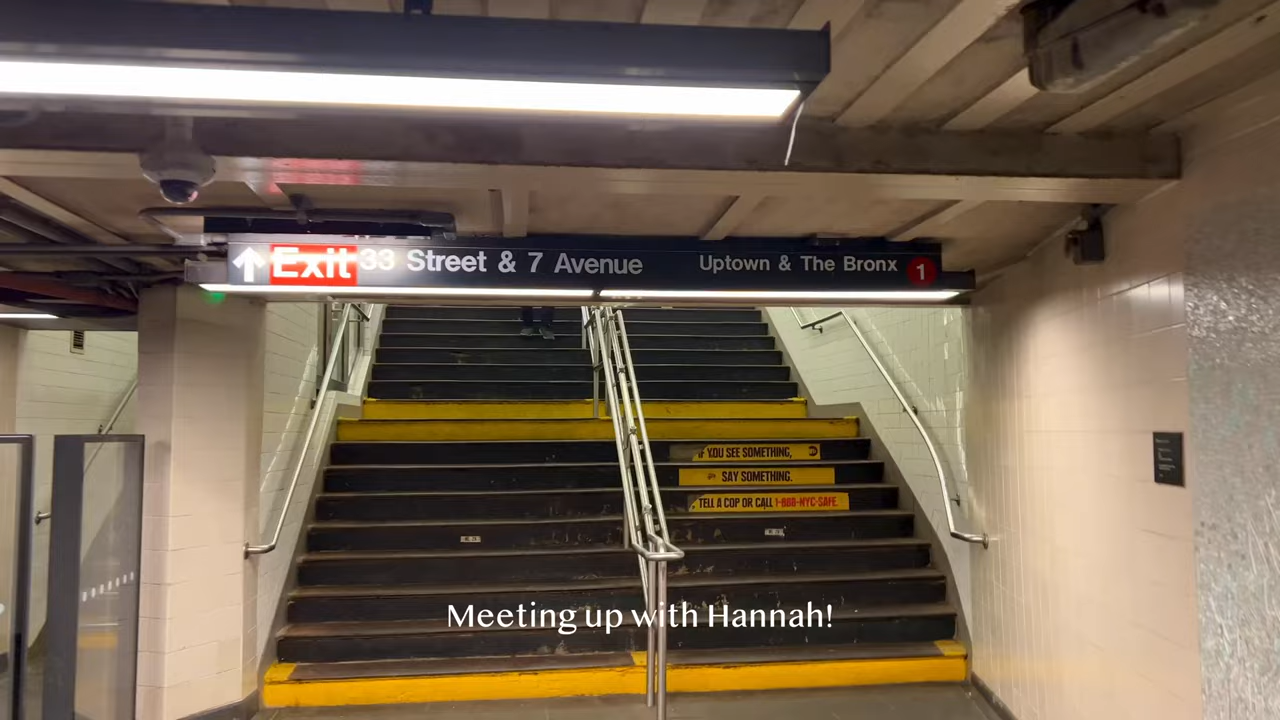 Exit 33 Street & 7 Avenue Uptown & The Bronx 1
IF YOU SEE SOMETHING,
SAY SOMETHING.
TELL A COP OR CALL 1-888-NYC-SAFE.
Meeting up with Hannah!